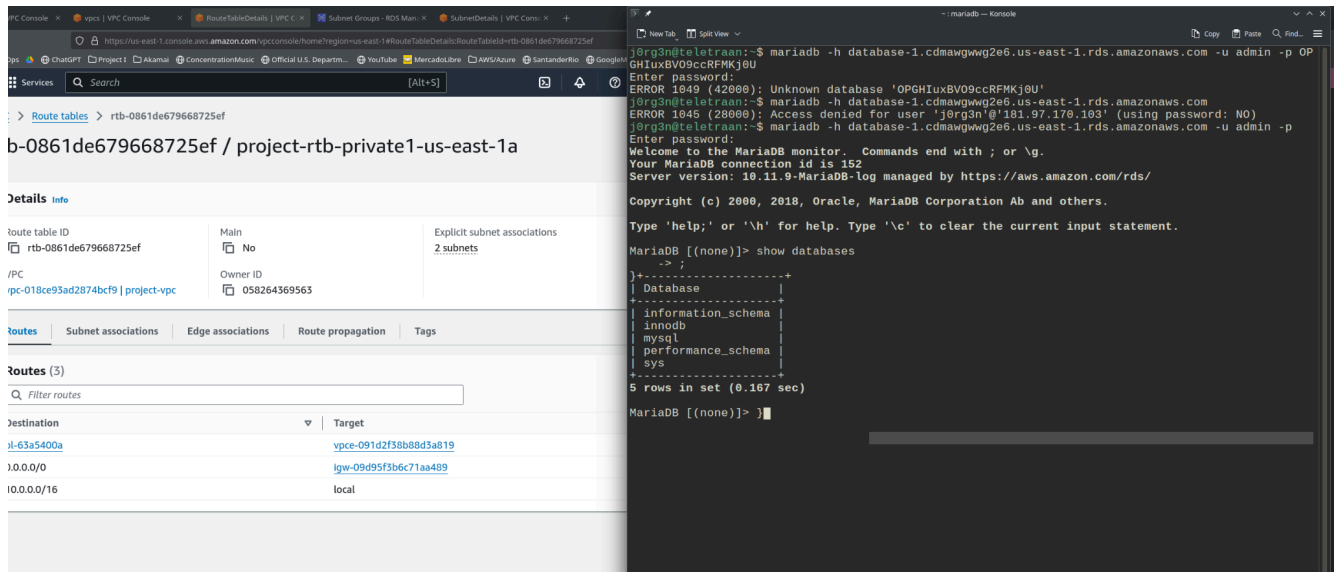 VPC Console ×
vpcs | VPC Console ×
RouteTableDetails | VPC C ×
Subnet Groups - RDS Man: ×
SubnetDetails | VPC Cons: × +
https://us-east-1.console.aws.amazon.com/vpcconsole/home?region=us-east-1#RouteTableDetails:RouteTableId=rtb-0861de679668725ef
Ops ChatGPT Project I Akamai ConcentrationMusic Official U.S. Departm... YouTube MercadoLibre AWS/Azure SantanderRio GoogleM
Services Search [Alt+S]
> Route tables > rtb-0861de679668725ef
b-0861de679668725ef / project-rtb-private1-us-east-1a
Details Info
Route table ID
rtb-0861de679668725ef
Main
No
Explicit subnet associations
2 subnets
VPC
vpc-018ce93ad2874bcf9 | project-vpc
Owner ID
058264369563
Routes Subnet associations Edge associations Route propagation Tags
Routes (3)
Filter routes
Destination Target
pl-63a5400a vpce-091d2f38b88d3a819
0.0.0.0/0 igw-09d95f3b6c71aa489
10.0.0.0/16 local
~ : mariadb — Konsole
New Tab Split View Copy Paste Find...
j0rg3n@teletraan:~$ mariadb -h database-1.cdmawgwwg2e6.us-east-1.rds.amazonaws.com -u admin -p OP
GHIuxBVO9ccRFMKj0U
Enter password:
ERROR 1049 (42000): Unknown database 'OPGHIuxBVO9ccRFMKj0U'
j0rg3n@teletraan:~$ mariadb -h database-1.cdmawgwwg2e6.us-east-1.rds.amazonaws.com
ERROR 1045 (28000): Access denied for user 'j0rg3n'@'181.97.170.103' (using password: NO)
j0rg3n@teletraan:~$ mariadb -h database-1.cdmawgwwg2e6.us-east-1.rds.amazonaws.com -u admin -p
Enter password:
Welcome to the MariaDB monitor.  Commands end with ; or \g.
Your MariaDB connection id is 152
Server version: 10.11.9-MariaDB-log managed by https://aws.amazon.com/rds/
Copyright (c) 2000, 2018, Oracle, MariaDB Corporation Ab and others.
Type 'help;' or '\h' for help. Type '\c' to clear the current input statement.
MariaDB [(none)]> show databases
    -> ;
}+--------------------+
| Database           |
+--------------------+
| information_schema |
| innodb             |
| mysql              |
| performance_schema |
| sys                |
+--------------------+
5 rows in set (0.167 sec)
MariaDB [(none)]> }